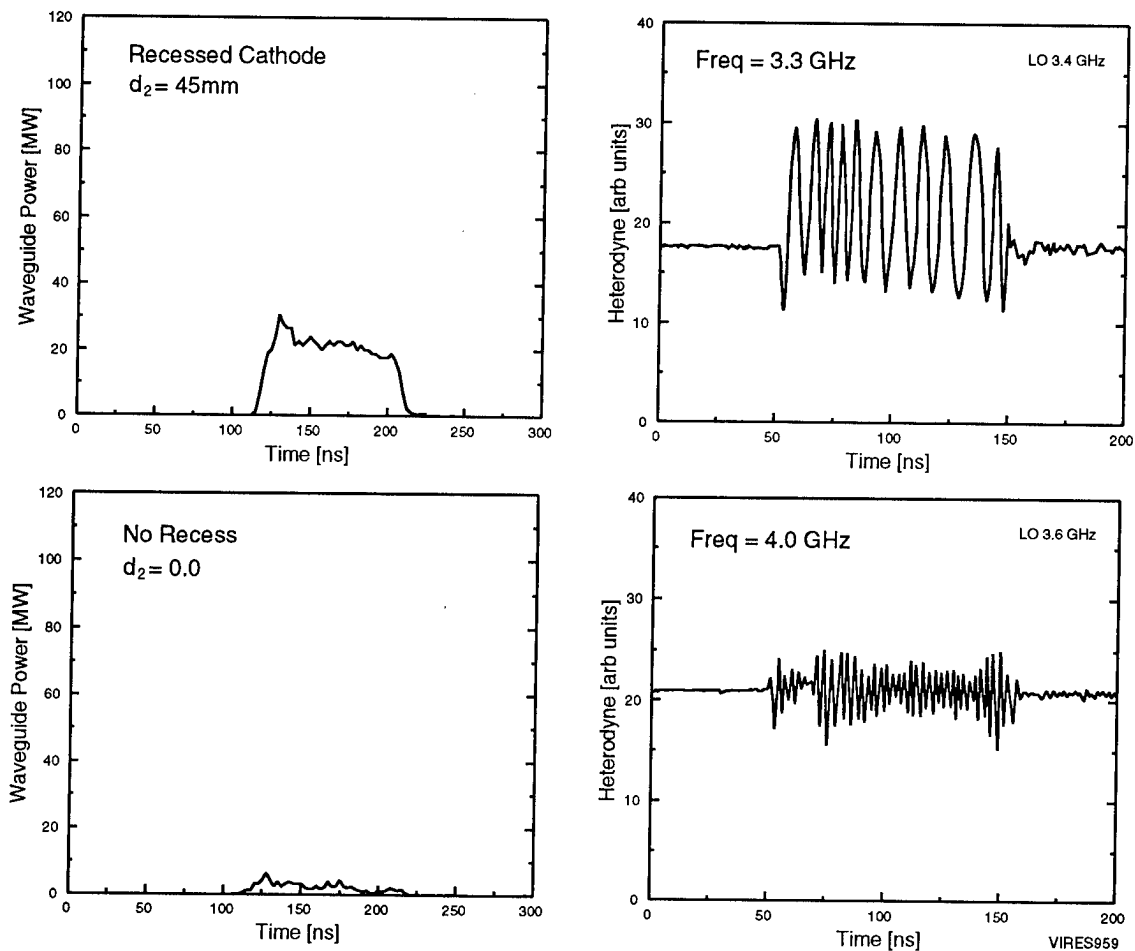 120
100
80
60
40
20
0
Waveguide Power [MW]
Recessed Cathode
d₂= 45mm
0 50 100 150 200 250 300
Time [ns]
40
30
20
10
0
Heterodyne [arb units]
Freq = 3.3 GHz
LO 3.4 GHz
0 50 100 150 200
Time [ns]
120
100
80
60
40
20
0
Waveguide Power [MW]
No Recess
d₂= 0.0
0 50 100 150 200 250 300
Time [ns]
40
30
20
10
0
Heterodyne [arb units]
Freq = 4.0 GHz
LO 3.6 GHz
0 50 100 150 200
Time [ns]
VIRES959